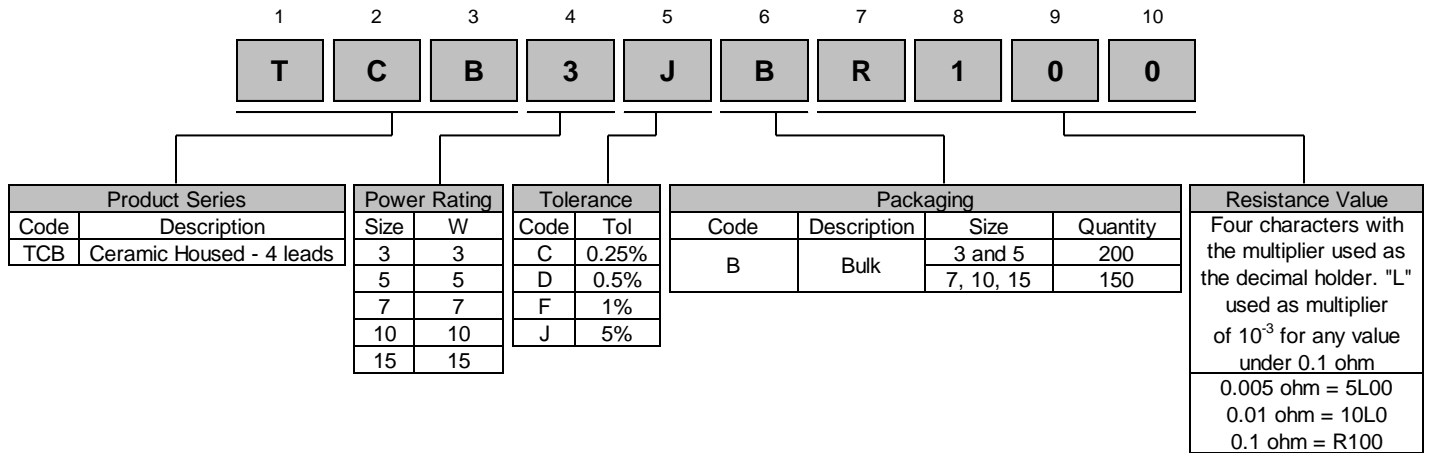 1 2 3 4 5 6 7 8 9 10
T C B 3 J B R 1 0 0
Product Series
Code Description
TCB Ceramic Housed - 4 leads
Power Rating
Size W
3 3
5 5
7 7
10 10
15 15
Tolerance
Code Tol
C 0.25%
D 0.5%
F 1%
J 5%
Packaging
Code Description Size Quantity
B Bulk 3 and 5 200
7, 10, 15 150
Resistance Value
Four characters with
the multiplier used as
the decimal holder. "L"
used as multiplier
of 10⁻³ for any value
under 0.1 ohm
0.005 ohm = 5L00
0.01 ohm = 10L0
0.1 ohm = R100